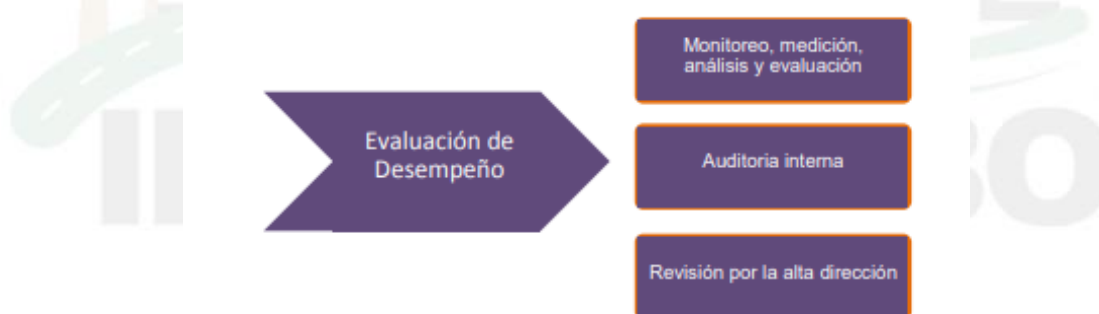 Evaluación de
Desempeño
Monitoreo, medición,
análisis y evaluación
Auditoria interna
Revisión por la alta dirección